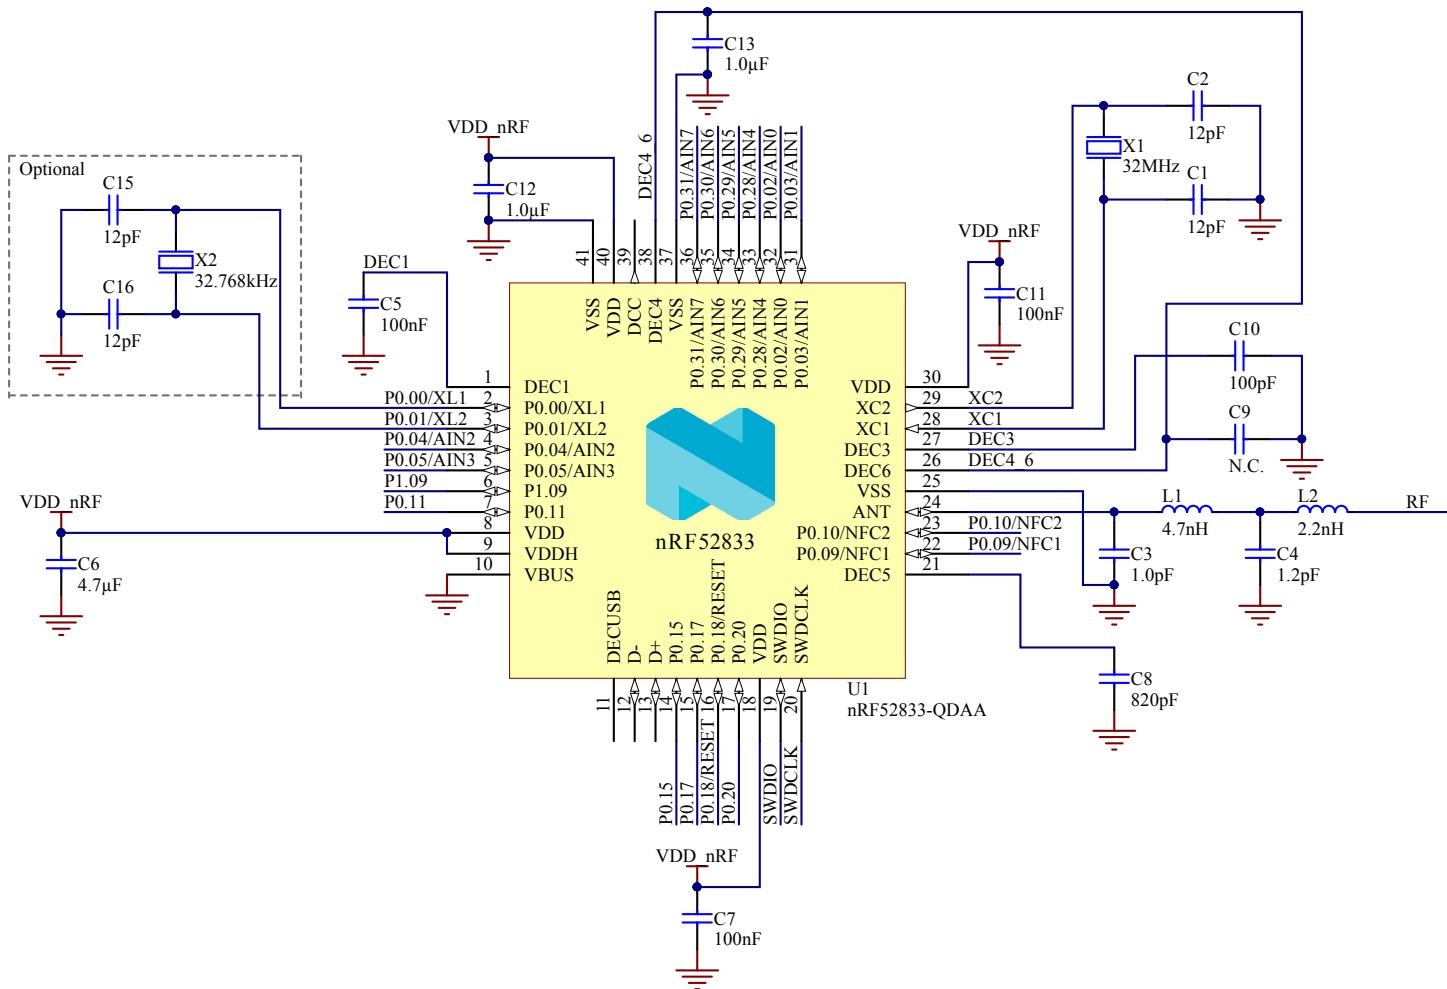 C13
1.0µF
C2
12pF
X1
32MHz
C1
12pF
VDD_nRF
C12
1.0µF
DEC4_6
P0.31/AIN7
P0.30/AIN6
P0.29/AIN5
P0.28/AIN4
P0.02/AIN0
P0.03/AIN1
Optional
C15
12pF
X2
32.768kHz
C16
12pF
DEC1
C5
100nF
VDD_nRF
C11
100nF
C10
100pF
C9
N.C.
41
40
39
38
37
36
35
34
33
32
31
VSS
VDD
DCC
DEC4
VSS
P0.31/AIN7
P0.30/AIN6
P0.29/AIN5
P0.28/AIN4
P0.02/AIN0
P0.03/AIN1
1 DEC1
P0.00/XL1 2 P0.00/XL1
P0.01/XL2 3 P0.01/XL2
P0.04/AIN2 4 P0.04/AIN2
P0.05/AIN3 5 P0.05/AIN3
P1.09 6 P1.09
P0.11 7 P0.11
8 VDD
9 VDDH
10 VBUS
VDD_nRF
C6
4.7µF
nRF52833
VDD 30
XC2 29 XC2
XC1 28 XC1
DEC3 27 DEC3
DEC6 26 DEC4_6
VSS 25
ANT 24
P0.10/NFC2 23 P0.10/NFC2
P0.09/NFC1 22 P0.09/NFC1
DEC5 21
L1
4.7nH
L2
2.2nH
RF
C3
1.0pF
C4
1.2pF
C8
820pF
DECUSB
D-
D+
P0.15
P0.17
P0.18/RESET
P0.20
VDD
SWDIO
SWDCLK
U1
nRF52833-QDAA
11
12
13
14
15
16
17
18
19
20
P0.15
P0.17
P0.18/RESET
P0.20
SWDIO
SWDCLK
VDD_nRF
C7
100nF